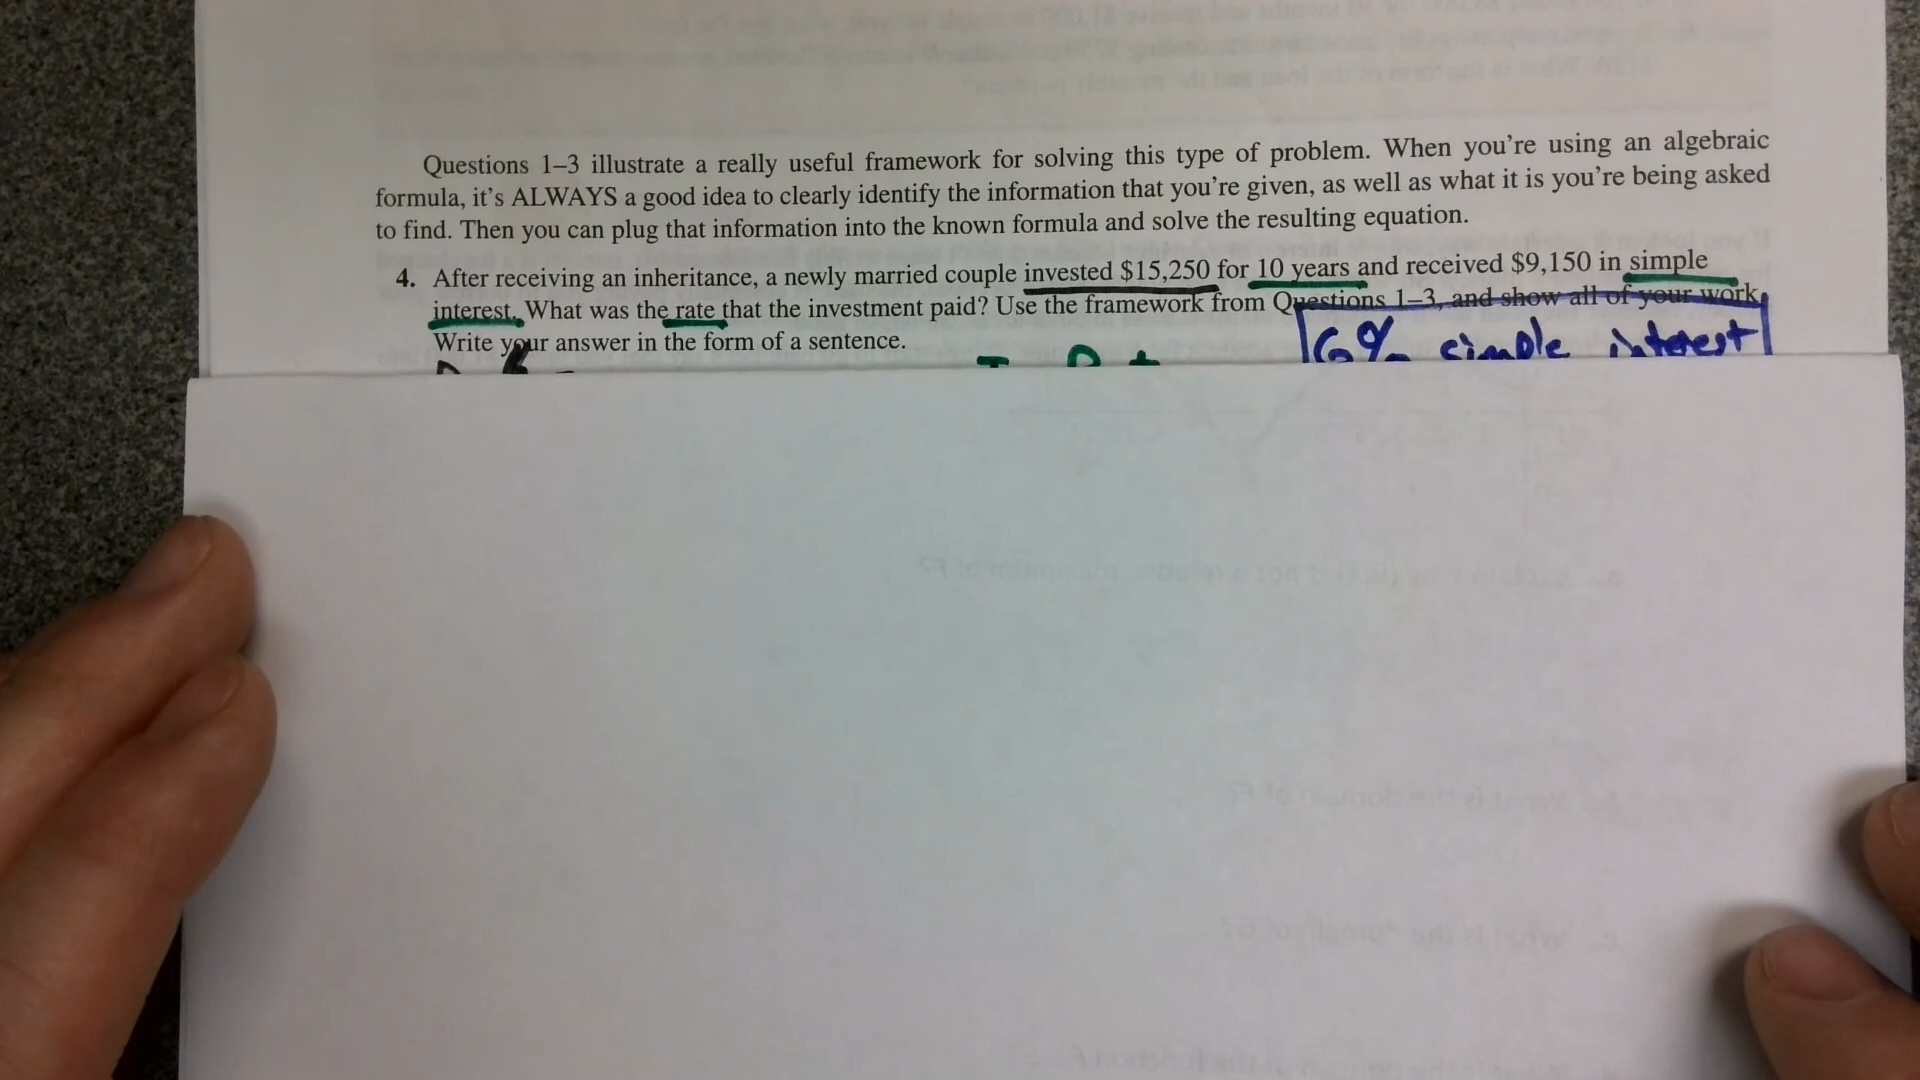 Questions 1–3 illustrate a really useful framework for solving this type of problem. When you're using an algebraic
formula, it's ALWAYS a good idea to clearly identify the information that you're given, as well as what it is you're being asked
to find. Then you can plug that information into the known formula and solve the resulting equation.
4. After receiving an inheritance, a newly married couple invested $15,250 for 10 years and received $9,150 in simple
interest. What was the rate that the investment paid? Use the framework from Questions 1–3, and show all of your work.
Write your answer in the form of a sentence.
6% simple interest